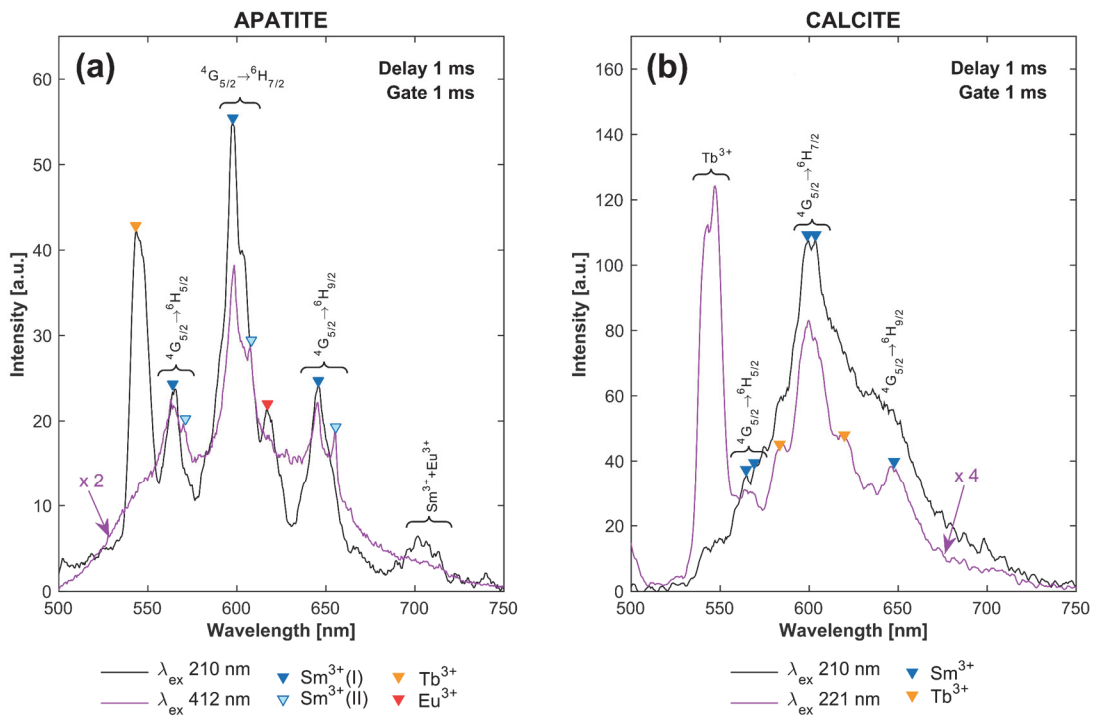 APATITE
(a)
Delay 1 ms
Gate 1 ms
⁴G₅/₂→⁶H₇/₂
⁴G₅/₂→⁶H₅/₂
⁴G₅/₂→⁶H₉/₂
Sm³⁻+Eu³⁺
x 2
Intensity [a.u.]
60
50
40
30
20
10
0
500 550 600 650 700 750
Wavelength [nm]
λex 210 nm
λex 412 nm
Sm³⁺(I)
Sm³⁺(II)
Tb³⁺
Eu³⁺
CALCITE
(b)
Delay 1 ms
Gate 1 ms
Tb³⁺
⁴G₅/₂→⁶H₇/₂
⁴G₅/₂→⁶H₅/₂
⁴G₅/₂→⁶H₉/₂
x 4
Intensity [a.u.]
160
140
120
100
80
60
40
20
0
500 550 600 650 700 750
Wavelength [nm]
λex 210 nm
λex 221 nm
Sm³⁺
Tb³⁺